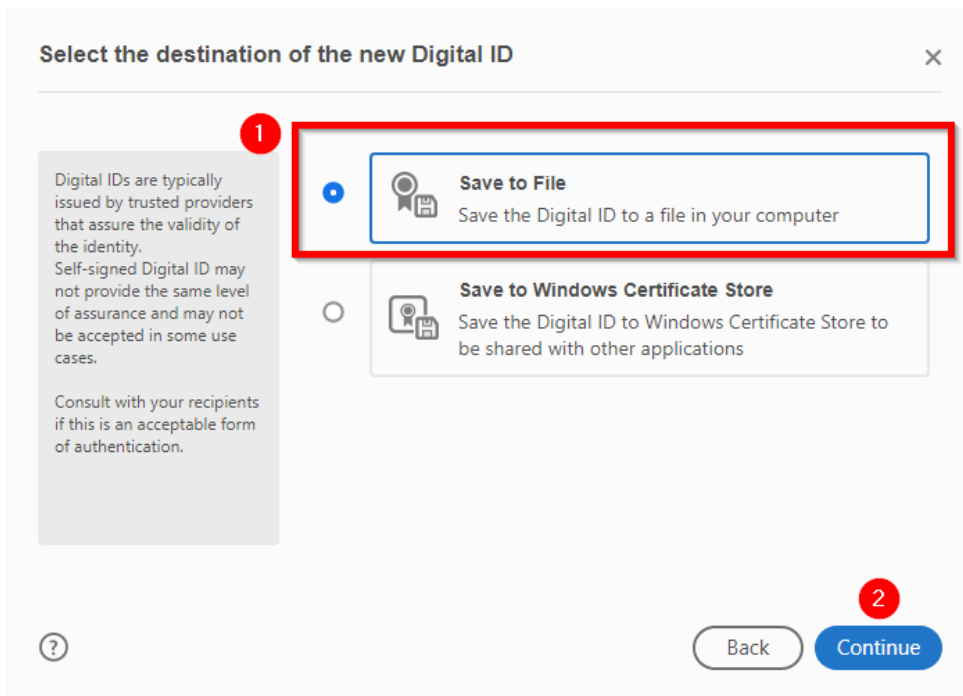 Select the destination of the new Digital ID
1
Digital IDs are typically
issued by trusted providers
that assure the validity of
the identity.
Self-signed Digital ID may
not provide the same level
of assurance and may not
be accepted in some use
cases.
Consult with your recipients
if this is an acceptable form
of authentication.
Save to File
Save the Digital ID to a file in your computer
Save to Windows Certificate Store
Save the Digital ID to Windows Certificate Store to
be shared with other applications
2
?
Back
Continue